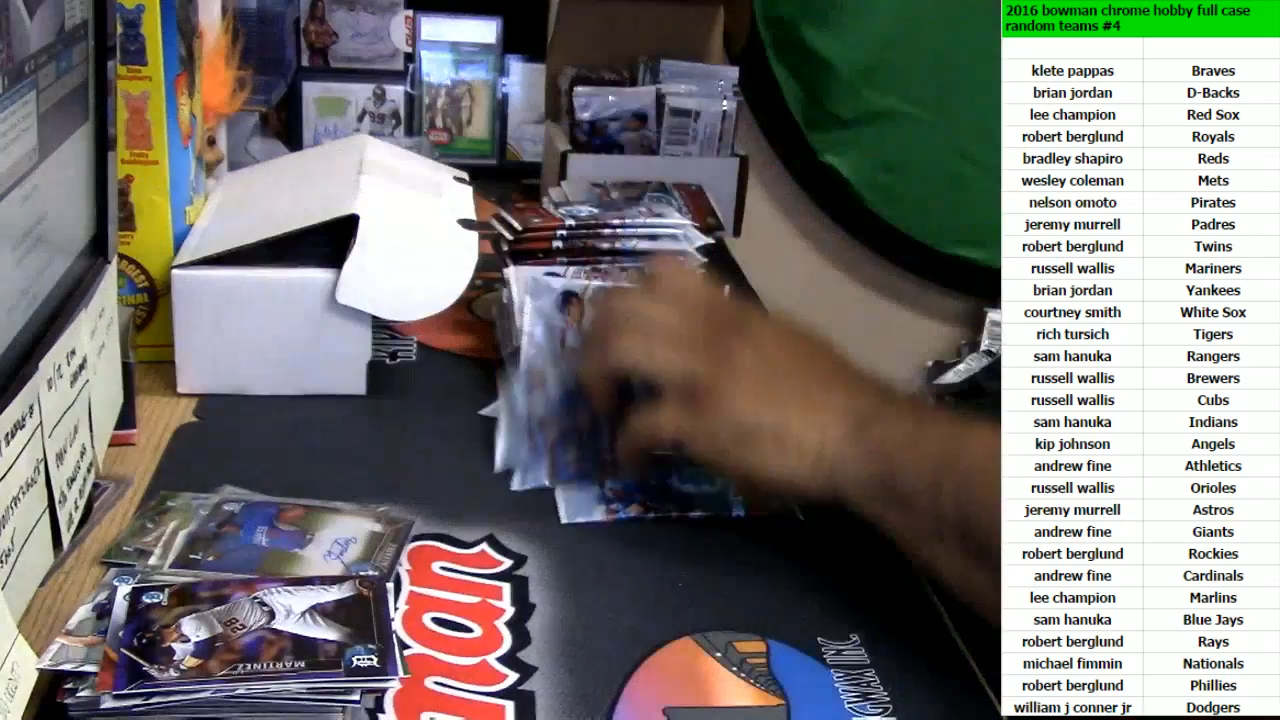 2016 bowman chrome hobby full case
random teams #4
klete pappas Braves
brian jordan D-Backs
lee champion Red Sox
robert berglund Royals
bradley shapiro Reds
wesley coleman Mets
nelson omoto Pirates
jeremy murrell Padres
robert berglund Twins
russell wallis Mariners
brian jordan Yankees
courtney smith White Sox
rich tursich Tigers
sam hanuka Rangers
russell wallis Brewers
russell wallis Cubs
sam hanuka Indians
kip johnson Angels
andrew fine Athletics
russell wallis Orioles
jeremy murrell Astros
andrew fine Giants
robert berglund Rockies
andrew fine Cardinals
lee champion Marlins
sam hanuka Blue Jays
robert berglund Rays
michael fimmin Nationals
robert berglund Phillies
william j conner jr Dodgers
MARTINEZ
28
99
man
INC